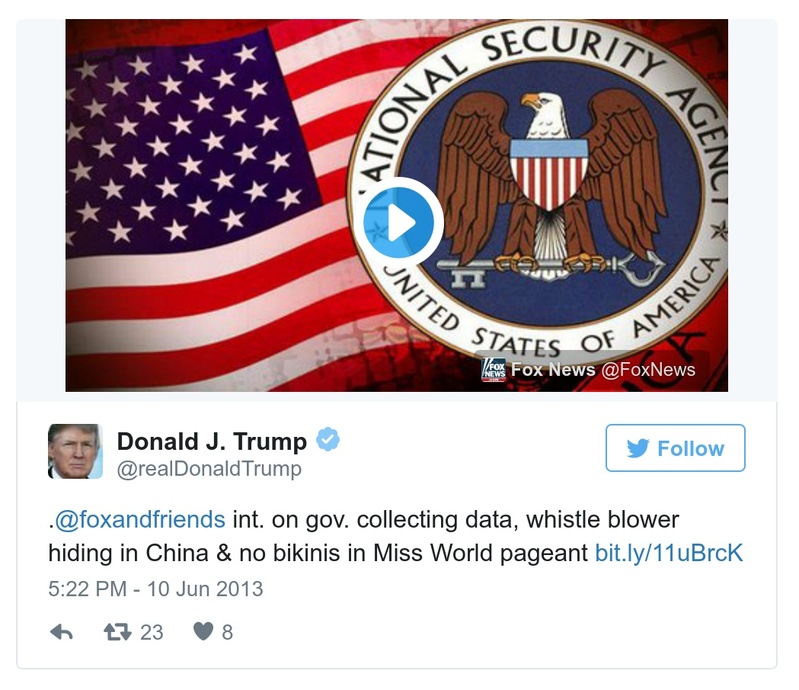 NATIONAL SECURITY AGENCY
UNITED STATES OF AMERICA
FOX NEWS Fox News @FoxNews
Donald J. Trump
@realDonaldTrump
Follow
.@foxandfriends int. on gov. collecting data, whistle blower
hiding in China & no bikinis in Miss World pageant bit.ly/11uBrcK
5:22 PM - 10 Jun 2013
23 8